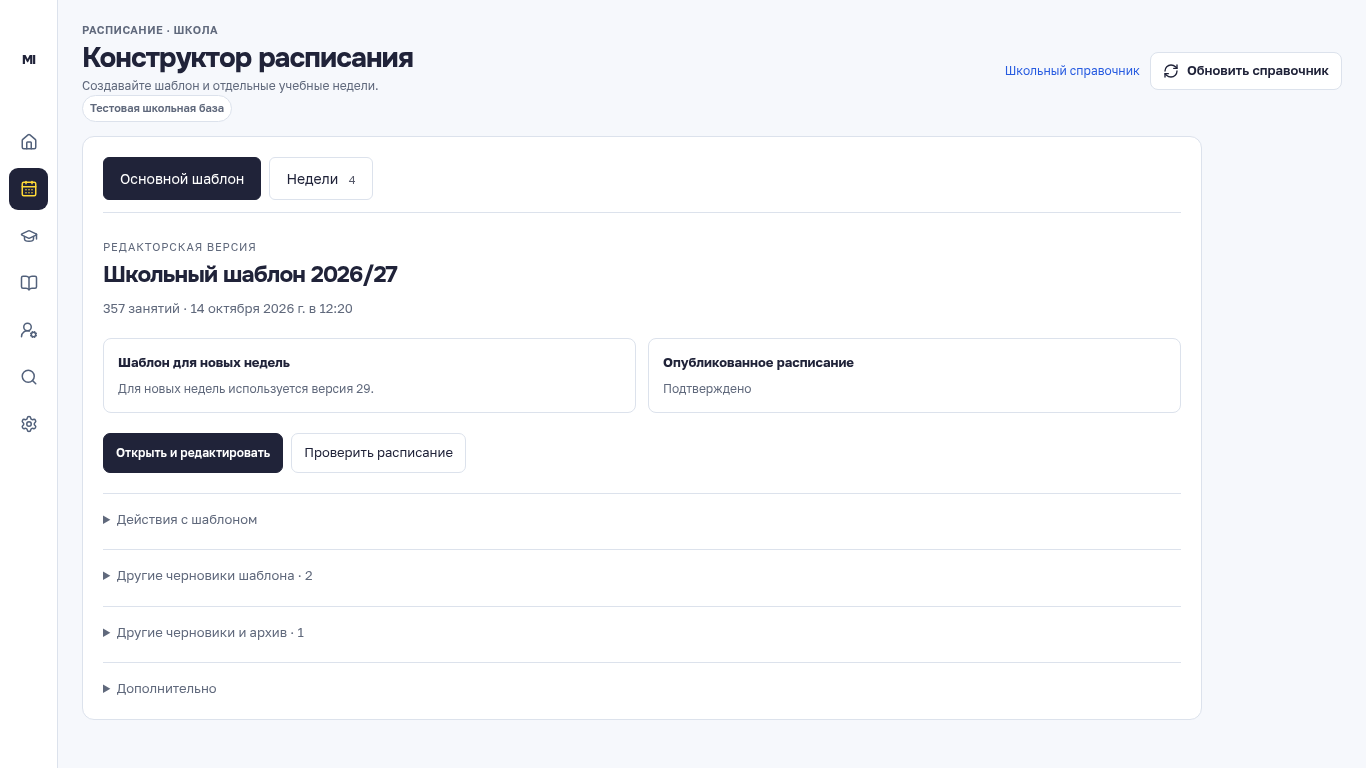 MI
РАСПИСАНИЕ · ШКОЛА
Конструктор расписания
Создавайте шаблон и отдельные учебные недели.
Тестовая школьная база
Школьный справочник
Обновить справочник
Основной шаблон
Недели 4
РЕДАКТОРСКАЯ ВЕРСИЯ
Школьный шаблон 2026/27
357 занятий · 14 октября 2026 г. в 12:20
Шаблон для новых недель
Для новых недель используется версия 29.
Опубликованное расписание
Подтверждено
Открыть и редактировать
Проверить расписание
Действия с шаблоном
Другие черновики шаблона · 2
Другие черновики и архив · 1
Дополнительно